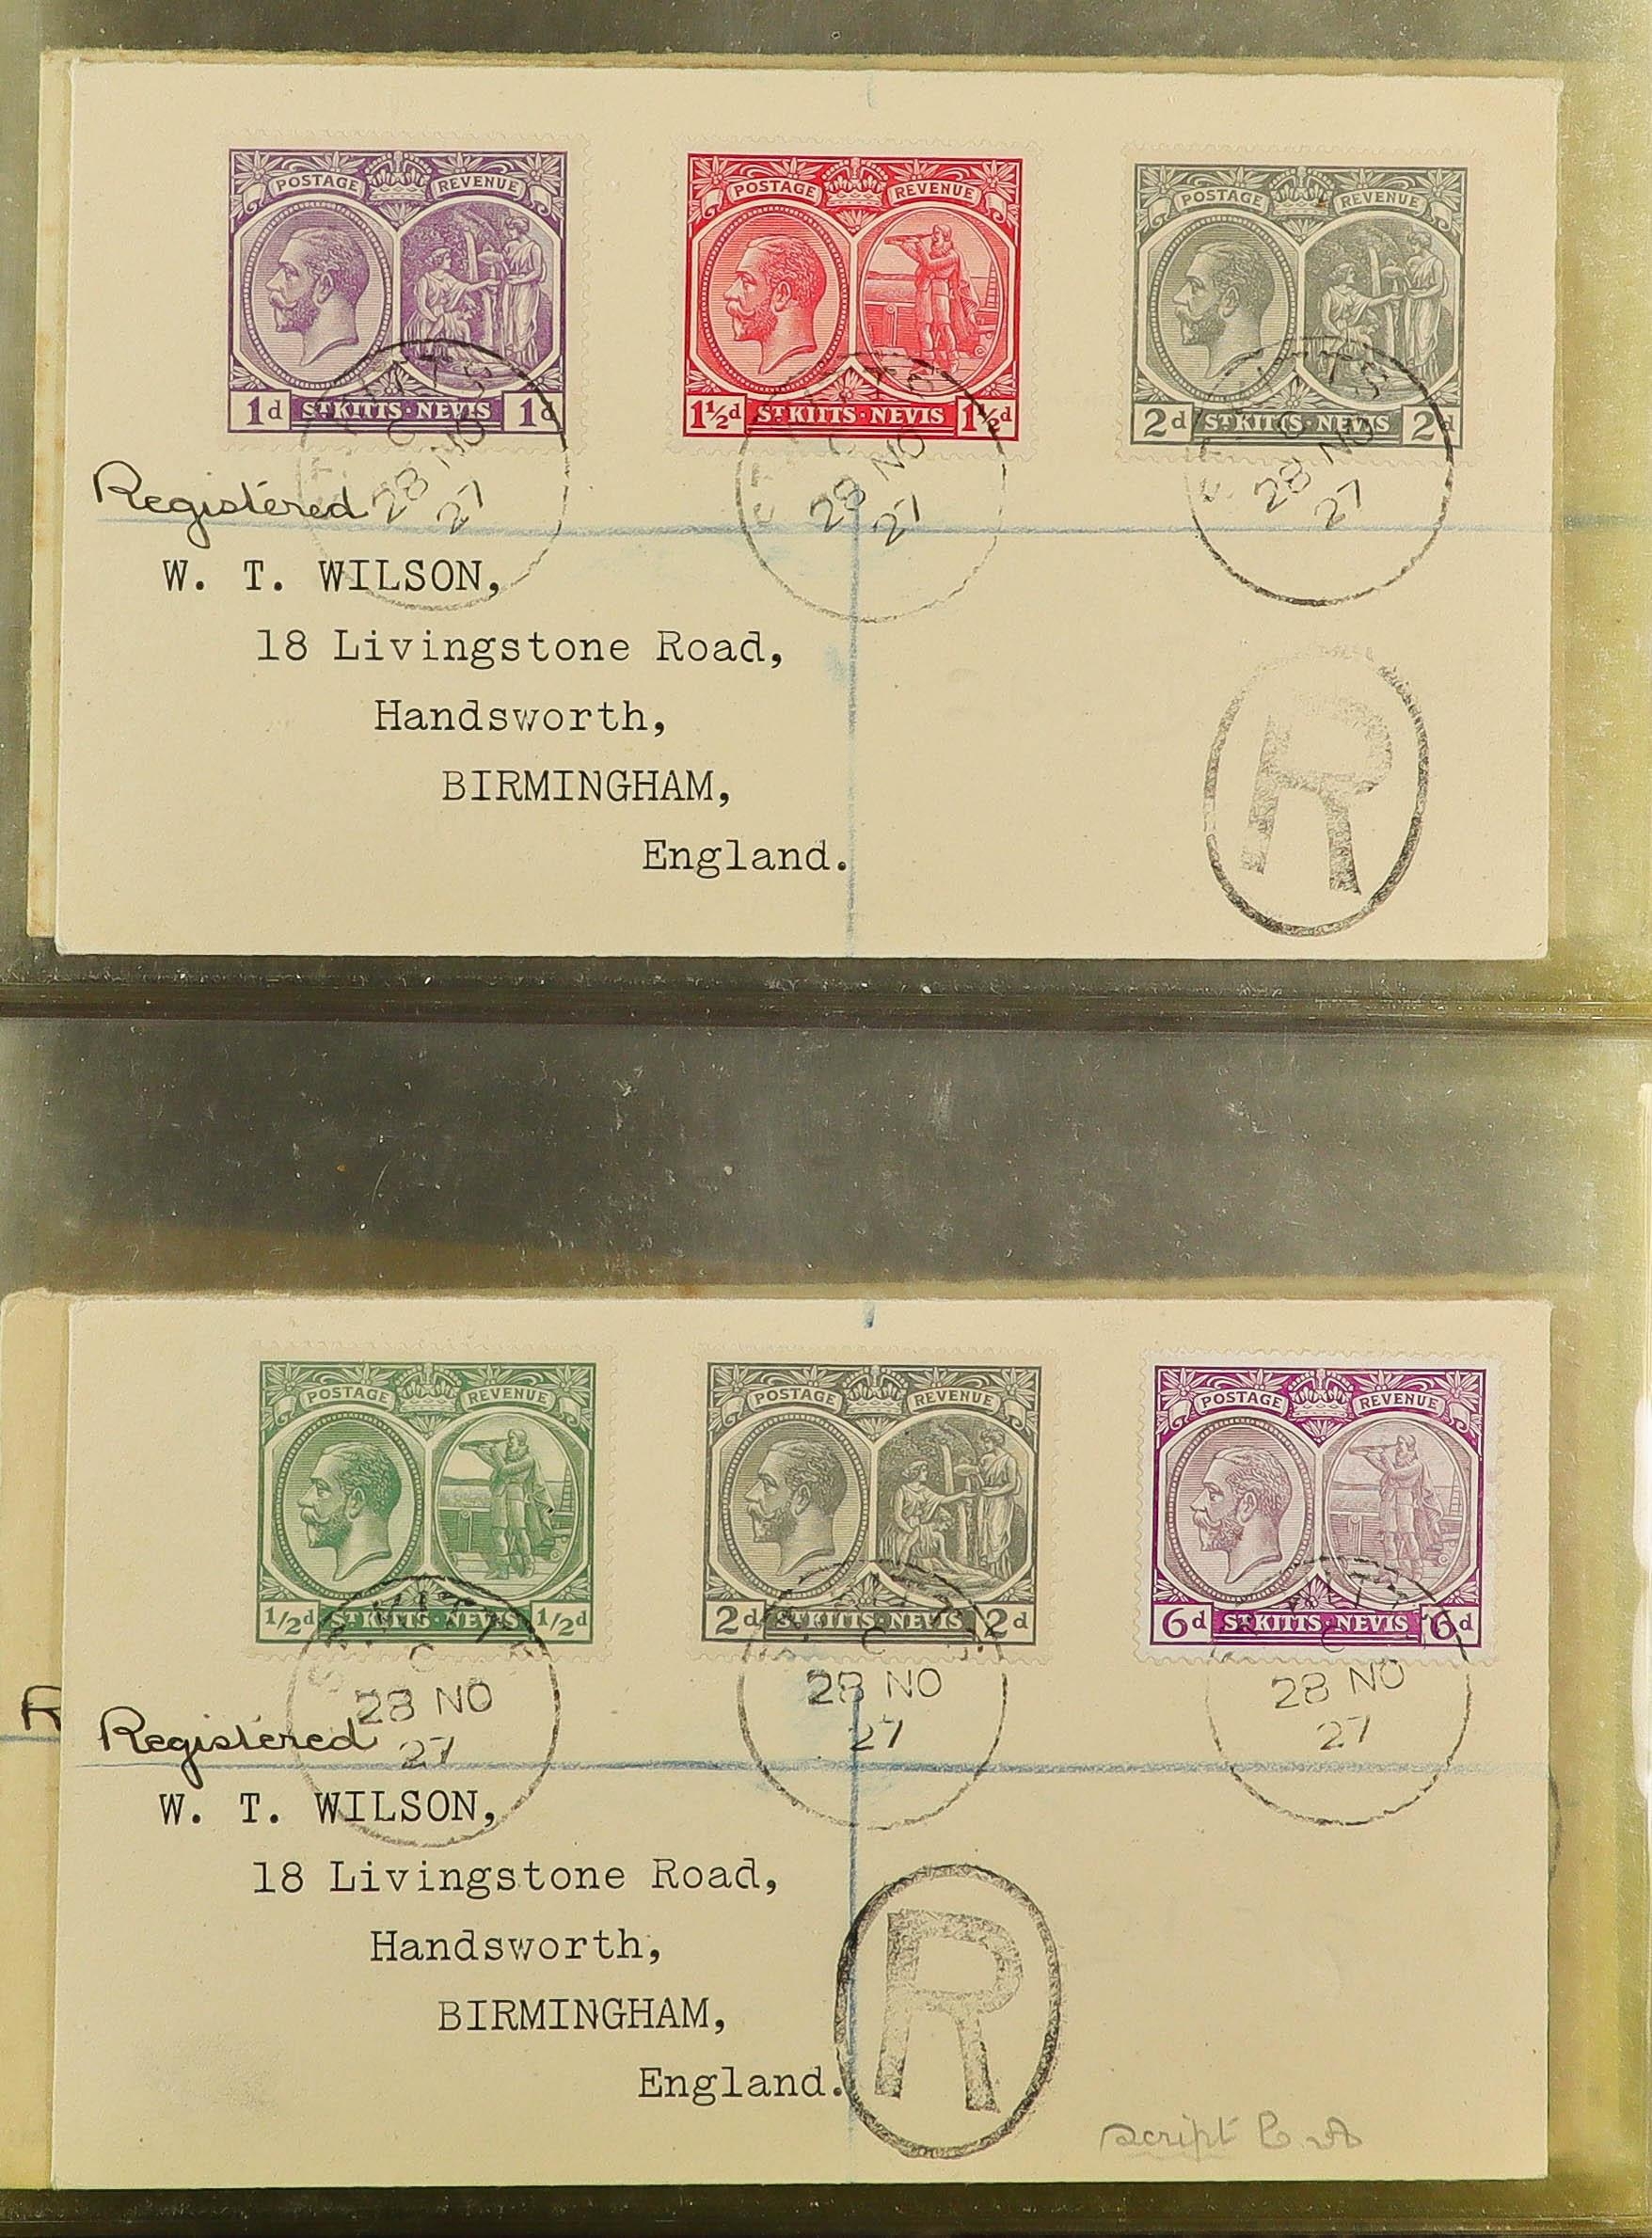 POSTAGE REVENUE
1d ST KITTS·NEVIS 1d
POSTAGE REVENUE
1½d ST KITTS·NEVIS 1½d
POSTAGE REVENUE
2d ST KITTS·NEVIS 2d
C
28 NO
27
C
28 NO
27
28 NO
27
Registered
W. T. WILSON,
18 Livingstone Road,
Handsworth,
BIRMINGHAM,
England.
R
POSTAGE REVENUE
1/2d ST KITTS·NEVIS 1/2d
POSTAGE REVENUE
2d ST KITTS·NEVIS 2d
POSTAGE REVENUE
6d ST KITTS·NEVIS 6d
C
28 NO
27
C
28 NO
27
C
28 NO
27
R
Registered
W. T. WILSON,
18 Livingstone Road,
Handsworth,
BIRMINGHAM,
England.
R
script C.A